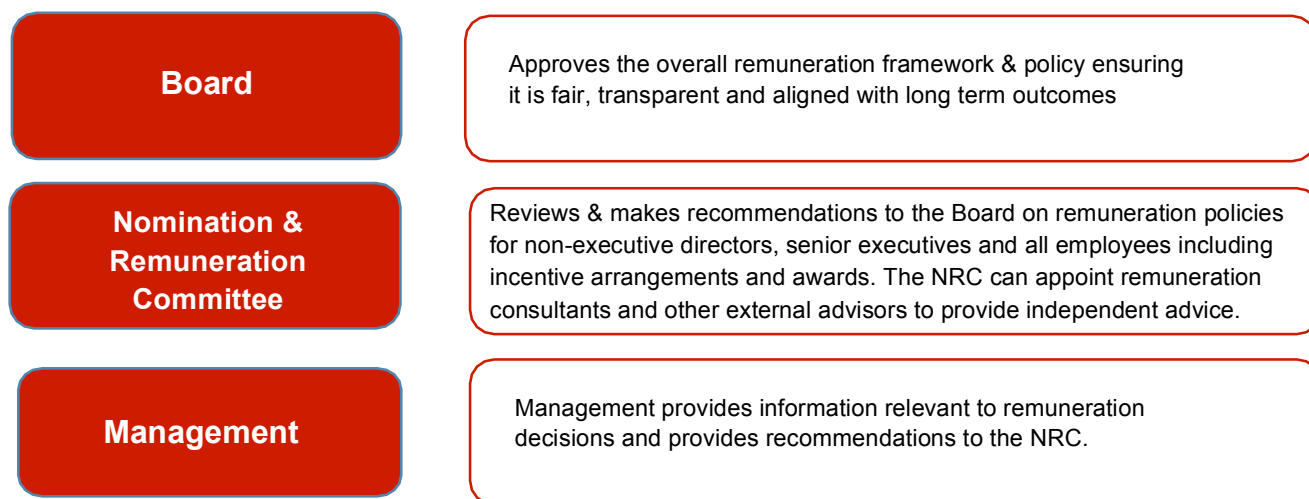 Board
Approves the overall remuneration framework & policy ensuring
it is fair, transparent and aligned with long term outcomes
Nomination &
Remuneration
Committee
Reviews & makes recommendations to the Board on remuneration policies
for non-executive directors, senior executives and all employees including
incentive arrangements and awards. The NRC can appoint remuneration
consultants and other external advisors to provide independent advice.
Management
Management provides information relevant to remuneration
decisions and provides recommendations to the NRC.